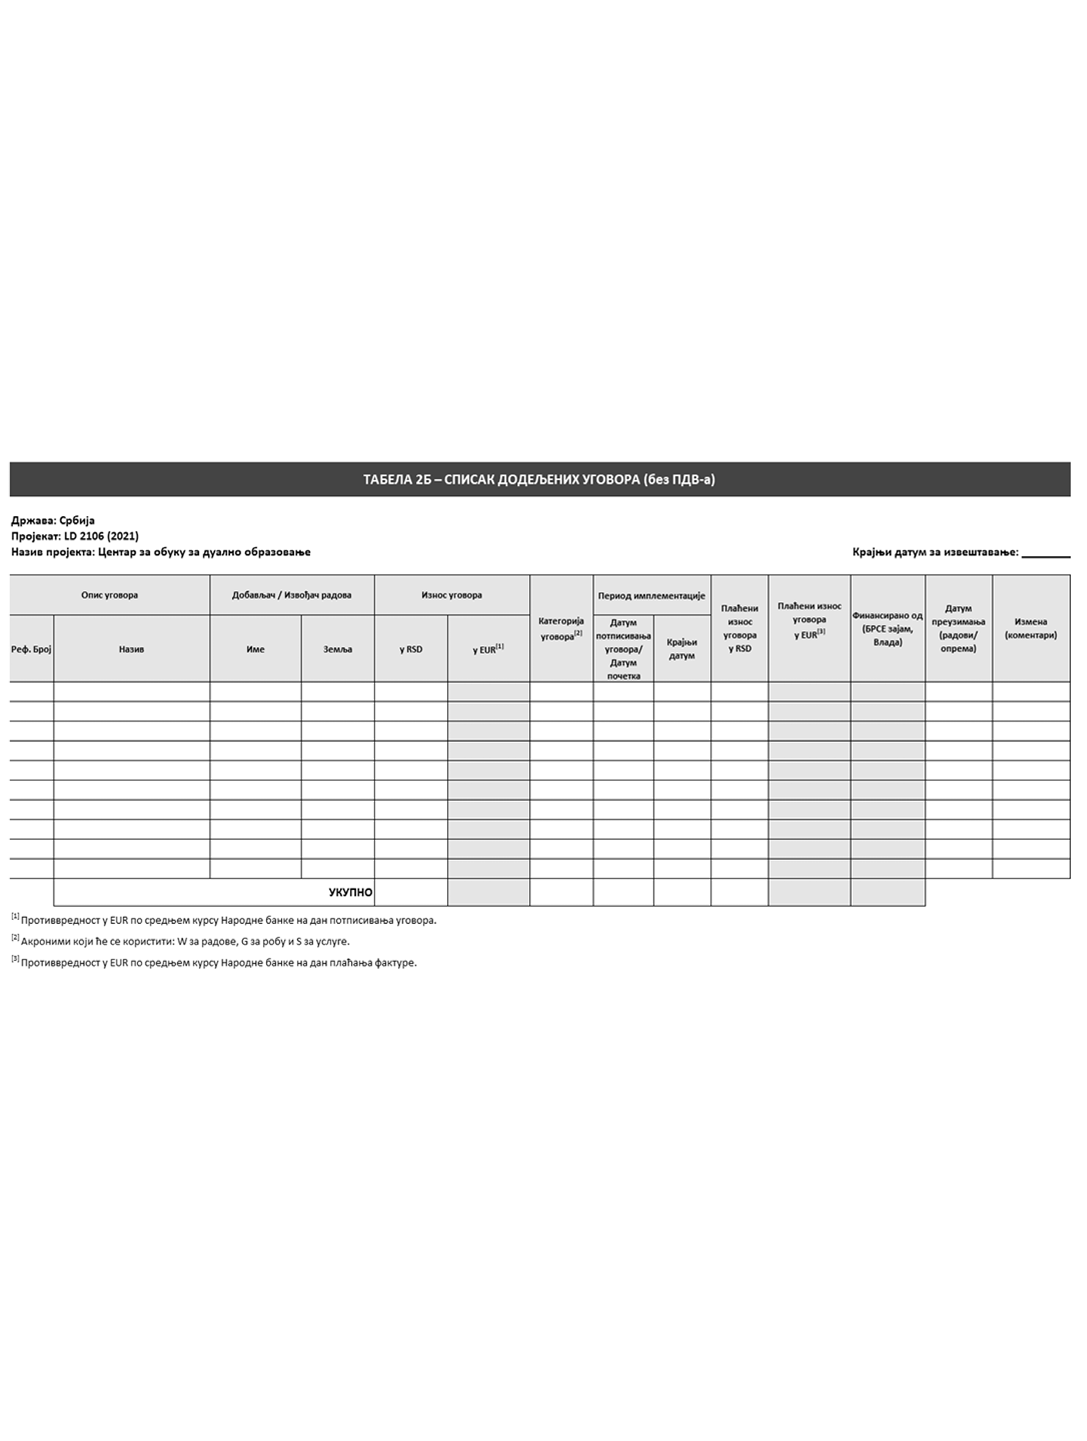 ТАБЕЛА 2Б – СПИСАК ДОДЕЉЕНИХ УГОВОРА (без ПДВ-а)
Држава: Србија
Пројекат: LD 2106 (2021)
Назив пројекта: Центар за обуку за дуално образовање
Крајњи датум за извештавање: ________
Опис уговора
Добављач / Извођач радова
Износ уговора
Категорија
уговора[2]
Период имплементације
Плаћени
износ
уговора
у RSD
Плаћени износ
уговора
у EUR[3]
Финансирано од
(БРСЕ зајам,
Влада)
Датум
преузимања
(радови/
опрема)
Измена
(коментари)
Реф. Број
Назив
Име
Земља
у RSD
у EUR[1]
Датум
потписивања
уговора/
Датум
почетка
Крајњи
датум
УКУПНО
[1] Противвредност у EUR по средњем курсу Народне банке на дан потписивања уговора.
[2] Акроними који ће се користити: W за радове, G за робу и S за услуге.
[3] Противвредност у EUR по средњем курсу Народне банке на дан плаћања фактуре.